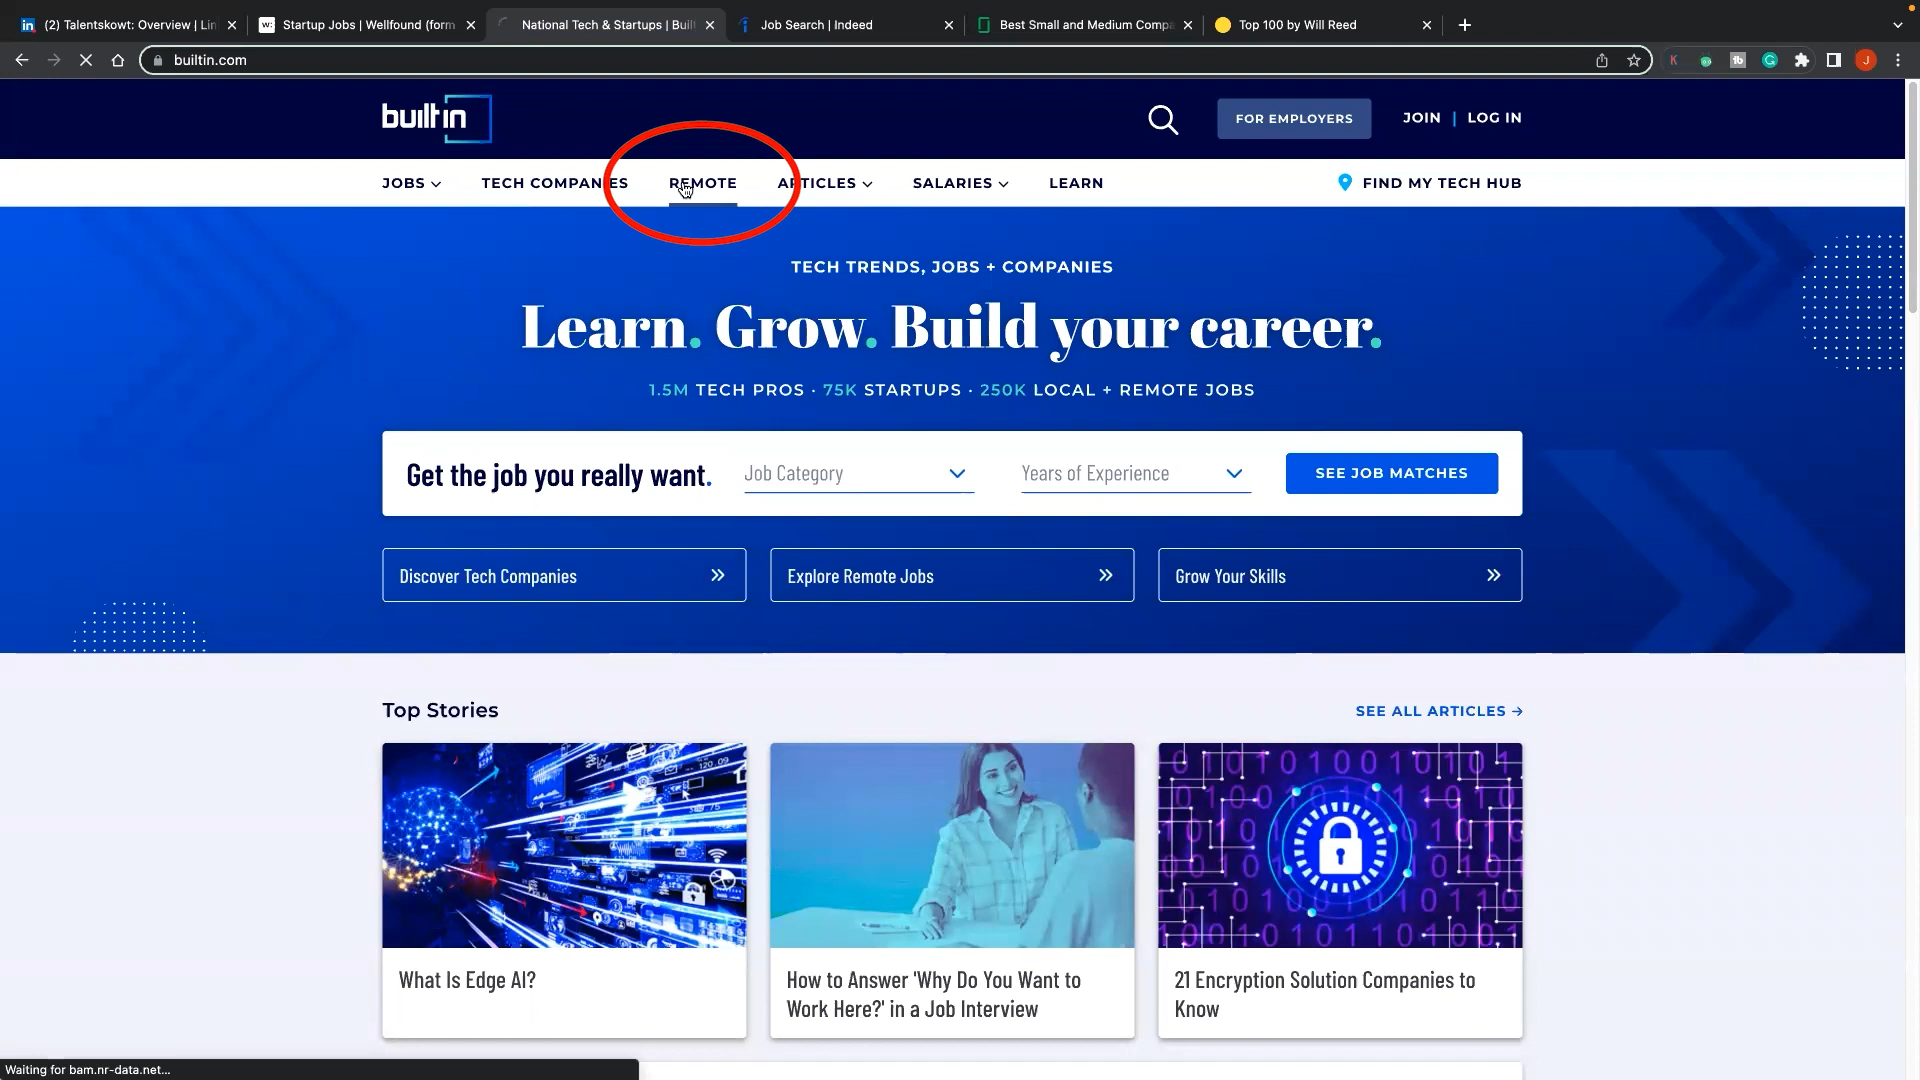 (2) Talentskowt: Overview | Lin
Startup Jobs | Wellfound (form
National Tech & Startups | Buil
Job Search | Indeed
Best Small and Medium Compa
Top 100 by Will Reed
builtin.com
builtin
FOR EMPLOYERS
JOIN | LOG IN
JOBS
TECH COMPANIES
REMOTE
ARTICLES
SALARIES
LEARN
FIND MY TECH HUB
TECH TRENDS, JOBS + COMPANIES
Learn. Grow. Build your career.
1.5M TECH PROS · 75K STARTUPS · 250K LOCAL + REMOTE JOBS
Get the job you really want.
Job Category
Years of Experience
SEE JOB MATCHES
Discover Tech Companies
Explore Remote Jobs
Grow Your Skills
Top Stories
SEE ALL ARTICLES
What Is Edge AI?
How to Answer 'Why Do You Want to
Work Here?' in a Job Interview
21 Encryption Solution Companies to
Know
Waiting for bam.nr-data.net...